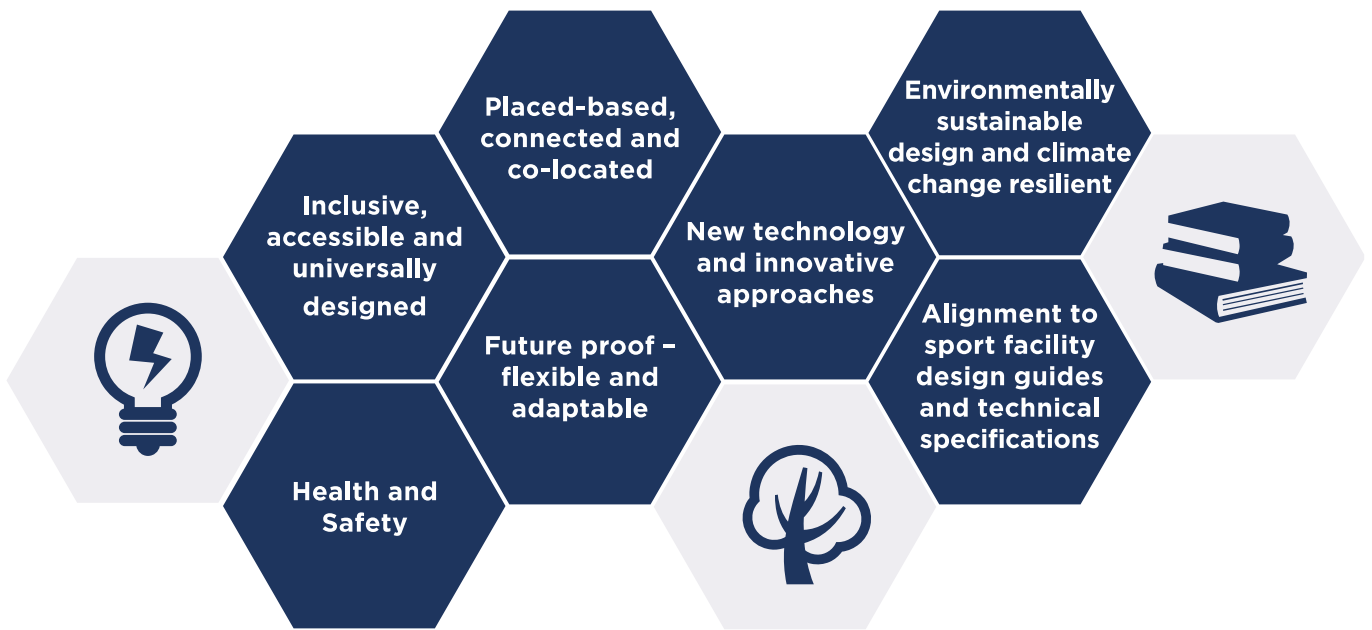 Inclusive,
accessible and
universally
designed
Health and
Safety
Placed-based,
connected and
co-located
Future proof –
flexible and
adaptable
New technology
and innovative
approaches
Environmentally
sustainable
design and climate
change resilient
Alignment to
sport facility
design guides
and technical
specifications